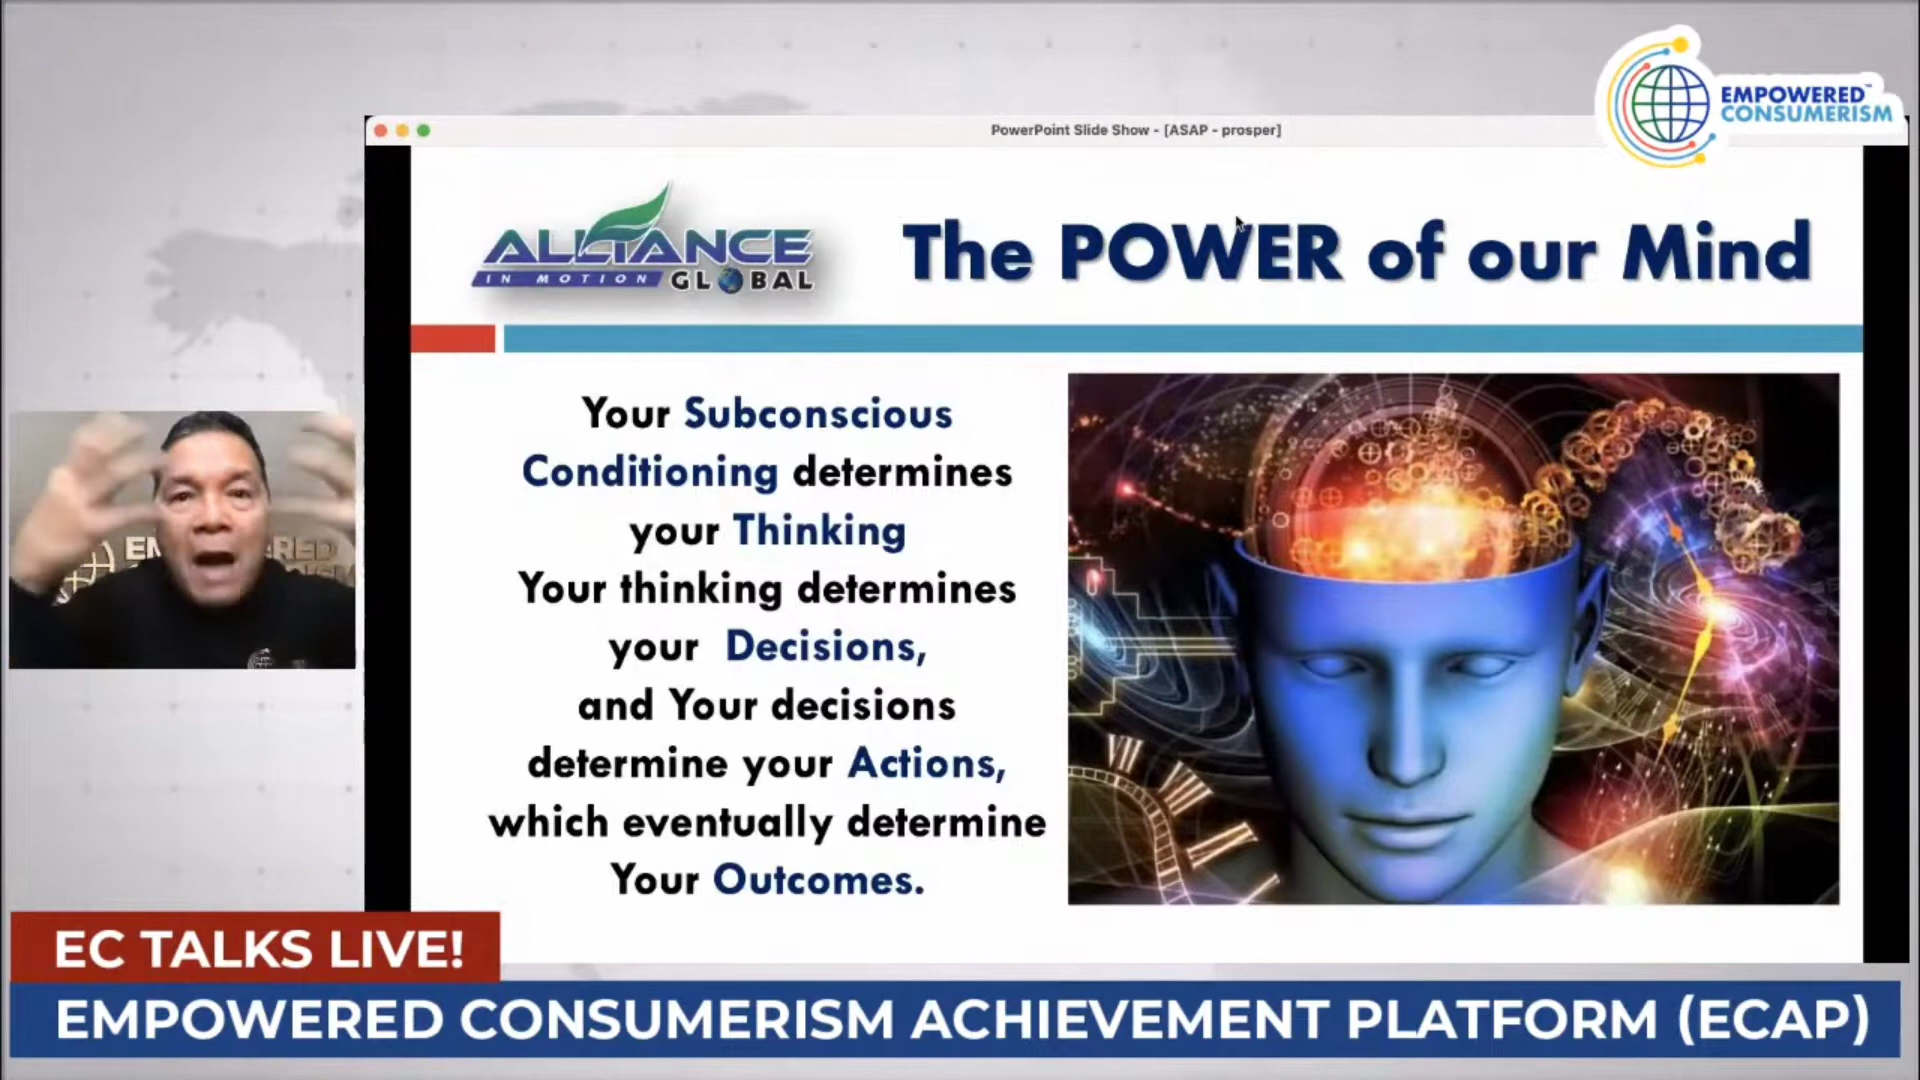 EMPOWERED™
CONSUMERISM
PowerPoint Slide Show - [ASAP - prosper]
ALLIANCE
IN MOTION GLOBAL
The POWER of our Mind
Your Subconscious
Conditioning determines
your Thinking
Your thinking determines
your Decisions,
and Your decisions
determine your Actions,
which eventually determine
Your Outcomes.
EC TALKS LIVE!
EMPOWERED CONSUMERISM ACHIEVEMENT PLATFORM (ECAP)